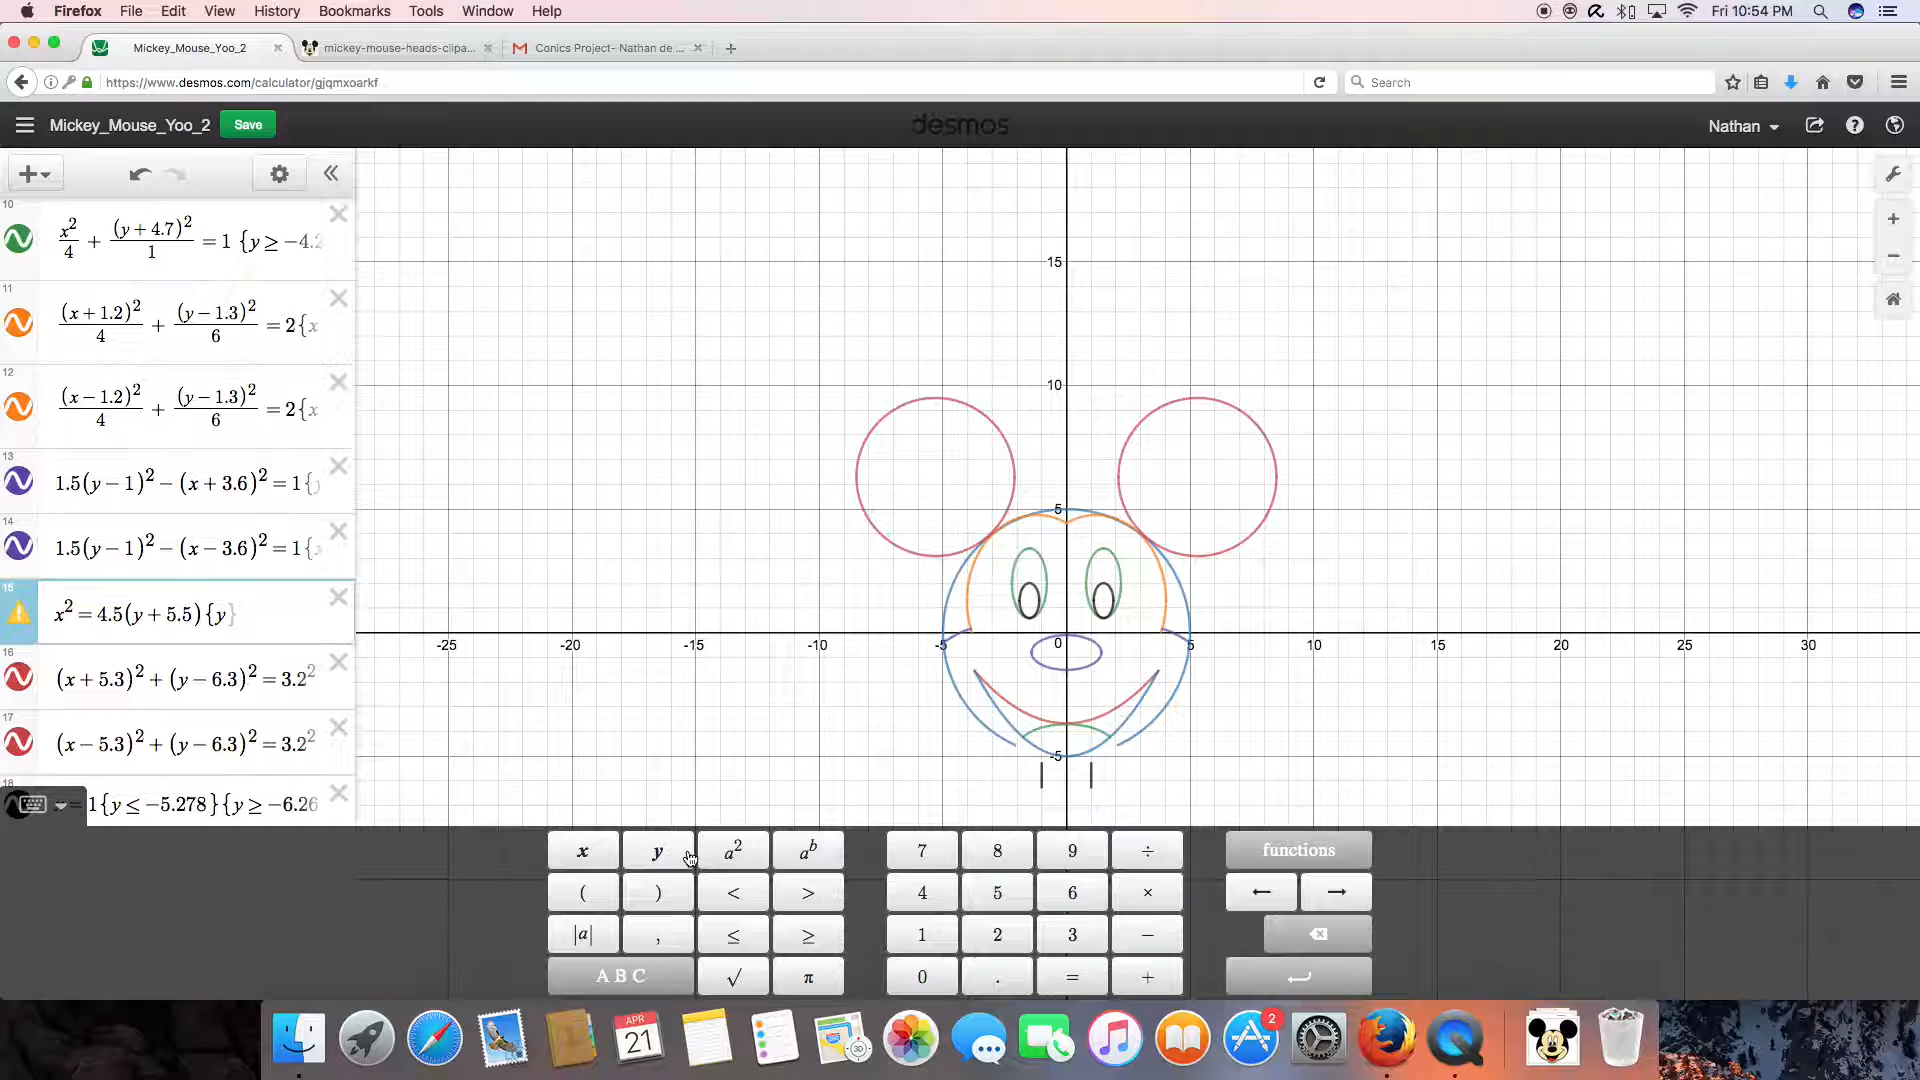 Firefox File Edit View History Bookmarks Tools Window Help Fri 10:54 PM
Mickey_Mouse_Yoo_2 mickey-mouse-heads-clipa... Conics Project- Nathan de ...
https://www.desmos.com/calculator/gjqmxoarkf Search
Mickey_Mouse_Yoo_2 Save desmos Nathan
10 x²/4 + (y + 4.7)²/1 = 1 {y ≥ −4.2
11 (x + 1.2)²/4 + (y − 1.3)²/6 = 2{x
12 (x − 1.2)²/4 + (y − 1.3)²/6 = 2{x
13 1.5(y − 1)² − (x + 3.6)² = 1{
14 1.5(y − 1)² − (x − 3.6)² = 1{
15 x² = 4.5(y + 5.5){y}
16 (x + 5.3)² + (y − 6.3)² = 3.2²
17 (x − 5.3)² + (y − 6.3)² = 3.2²
18 1{y ≤ −5.278}{y ≥ −6.26
15
10
5
-25 -20 -15 -10 -5 0 5 10 15 20 25 30
-5
x y a² aᵇ 7 8 9 ÷ functions
( ) < > 4 5 6 × ← →
|a| , ≤ ≥ 1 2 3 −
A B C √ π 0 . = +
APR
21
3D
2